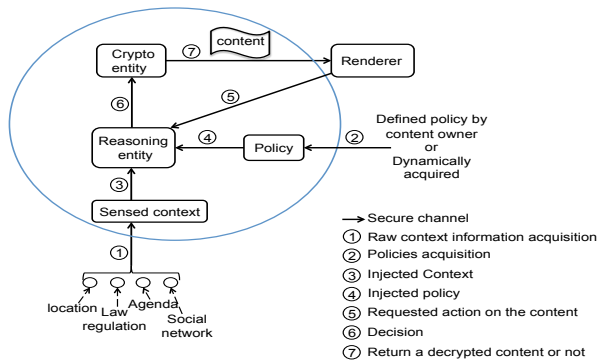 content
7
Crypto
entity
Renderer
6
5
Defined policy by
content owner
or
Dynamically
acquired
Reasoning
entity
4
Policy
2
3
Sensed context
1
location
Law
regulation
Agenda
Social
network
Secure channel
1 Raw context information acquisition
2 Policies acquisition
3 Injected Context
4 Injected policy
5 Requested action on the content
6 Decision
7 Return a decrypted content or not